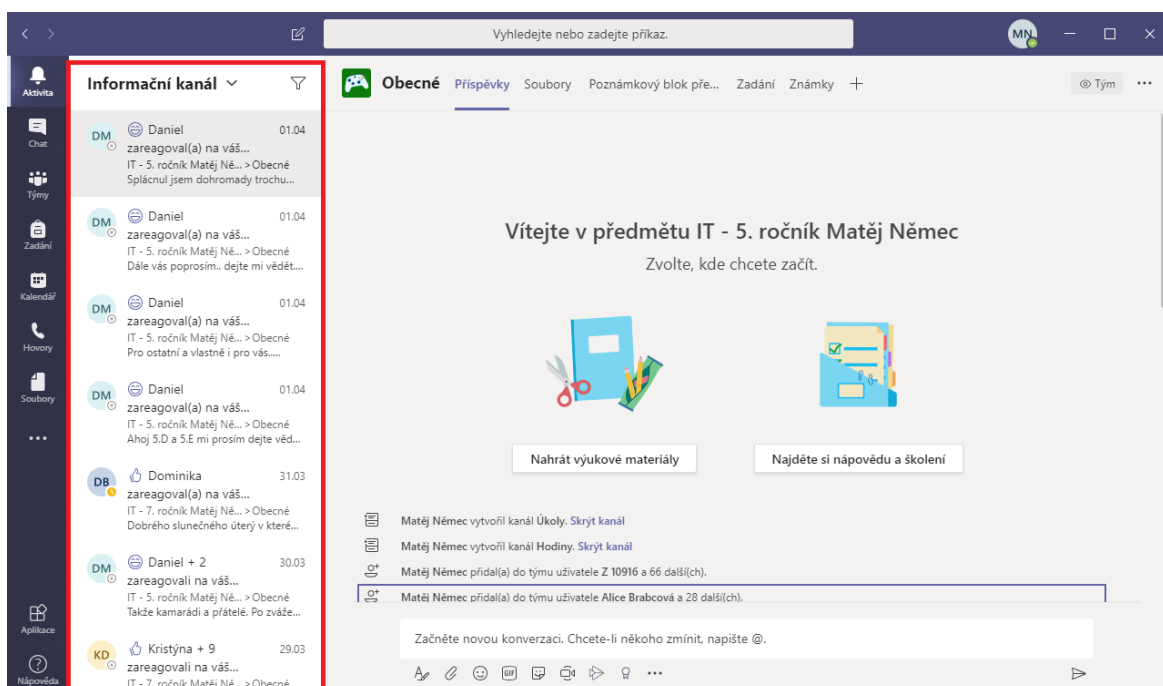 Vyhledejte nebo zadejte příkaz.
MN
Aktivita
Chat
Týmy
Zadání
Kalendář
Hovory
Soubory
Aplikace
Nápověda
Informační kanál
DM
Daniel 01.04
zareagoval(a) na váš...
IT - 5. ročník Matěj Ně... > Obecné
Splácnul jsem dohromady trochu...
DM
Daniel 01.04
zareagoval(a) na váš...
IT - 5. ročník Matěj Ně... > Obecné
Dále vás poprosím.. dejte mi vědět....
DM
Daniel 01.04
zareagoval(a) na váš...
IT - 5. ročník Matěj Ně... > Obecné
Pro ostatní a vlastně i pro vás.....
DM
Daniel 01.04
zareagoval(a) na váš...
IT - 5. ročník Matěj Ně... > Obecné
Ahoj 5.D a 5.E mi prosím dejte věd...
DB
Dominika 31.03
zareagoval(a) na váš...
IT - 7. ročník Matěj Ně... > Obecné
Dobrého slunečného úterý v které...
DM
Daniel + 2 30.03
zareagovali na váš...
IT - 5. ročník Matěj Ně... > Obecné
Takže kamarádi a přátelé. Po zváže...
KD
Kristýna + 9 29.03
zareagovali na váš...
IT - 7. ročník Matěj Ně... > Obecné
Obecné Příspěvky Soubory Poznámkový blok pře... Zadání Známky
Tým
Vítejte v předmětu IT - 5. ročník Matěj Němec
Zvolte, kde chcete začít.
Nahrát výukové materiály
Najděte si nápovědu a školení
Matěj Němec vytvořil kanál Úkoly. Skrýt kanál
Matěj Němec vytvořil kanál Hodiny. Skrýt kanál
Matěj Němec přidal(a) do týmu uživatele Z 10916 a 66 další(ch).
Matěj Němec přidal(a) do týmu uživatele Alice Brabcová a 28 další(ch).
Začněte novou konverzaci. Chcete-li někoho zmínit, napište @.
GIF